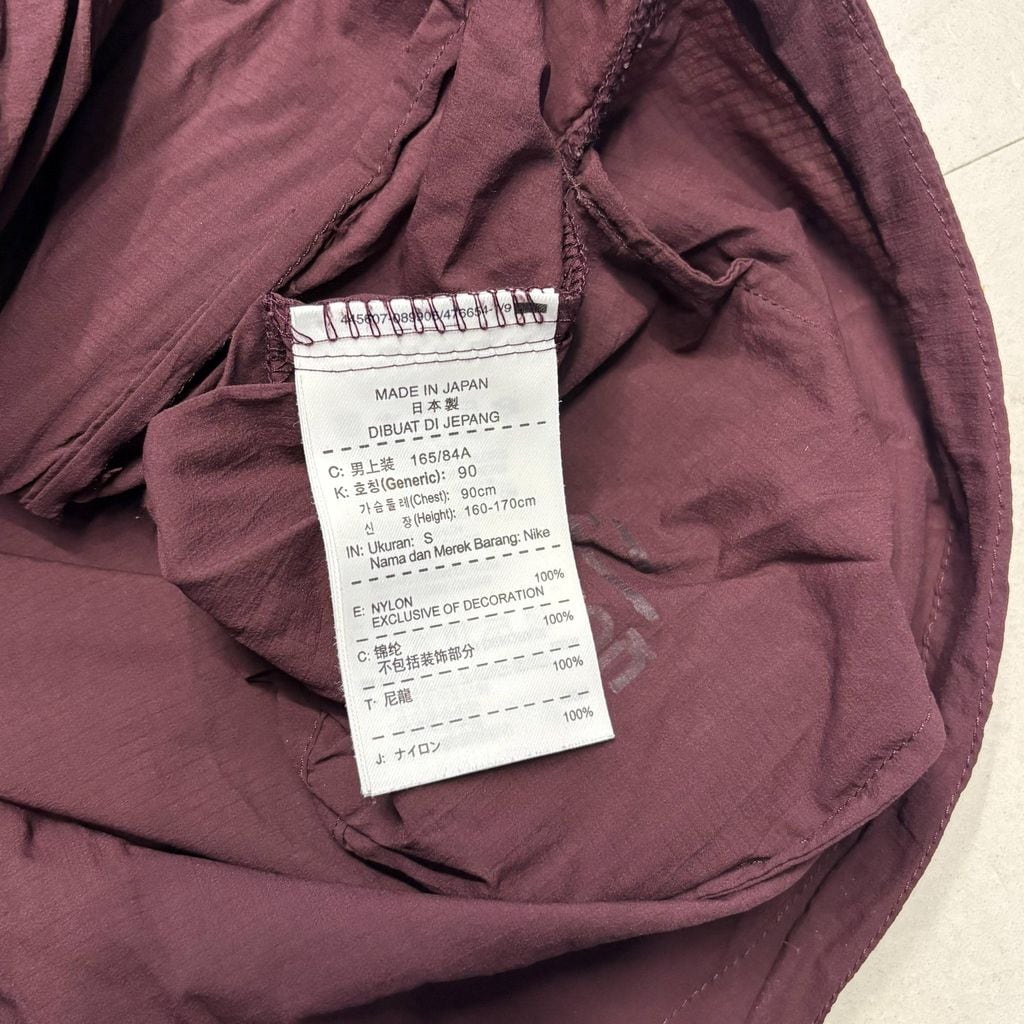 MADE IN JAPAN
日本製
DIBUAT DI JEPANG
C: 男上装 165/84A
K: 호칭(Generic): 90
가슴둘레(Chest): 90cm
신 장(Height): 160-170cm
IN: Ukuran: S
Nama dan Merek Barang: Nike
100%
E: NYLON
EXCLUSIVE OF DECORATION
100%
C: 锦纶
不包括装饰部分
100%
T: 尼龍
100%
J: ナイロン